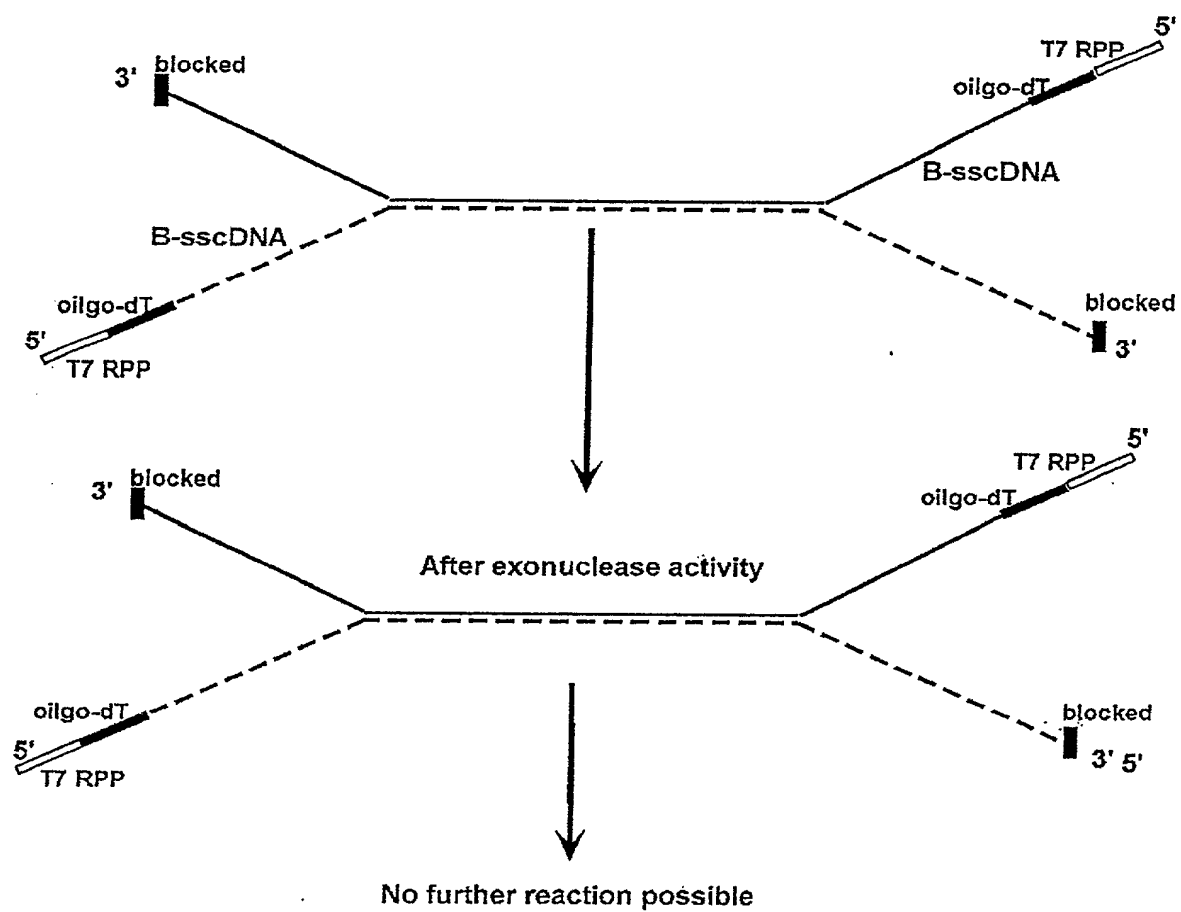 5'
T7 RPP
3' blocked
oilgo-dT
B-sscDNA
B-sscDNA
oilgo-dT
5'
T7 RPP
blocked
3'
5'
T7 RPP
3' blocked
oilgo-dT
After exonuclease activity
oilgo-dT
5'
T7 RPP
blocked
3' 5'
No further reaction possible